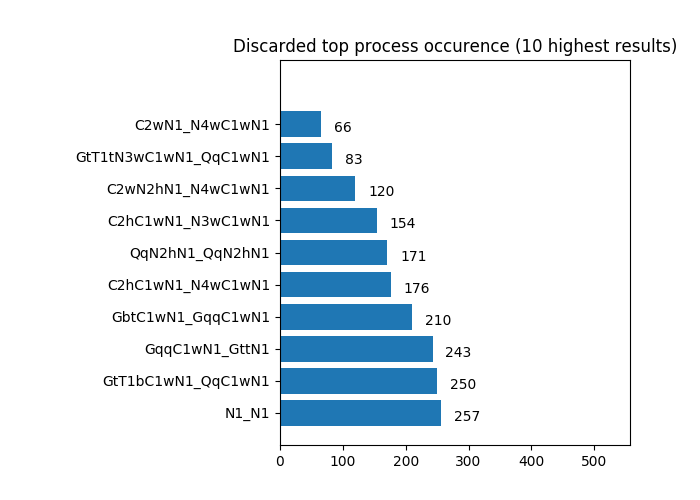 Discarded top process occurence (10 highest results)
C2wN1_N4wC1wN1 66
GtT1tN3wC1wN1_QqC1wN1 83
C2wN2hN1_N4wC1wN1 120
C2hC1wN1_N3wC1wN1 154
QqN2hN1_QqN2hN1 171
C2hC1wN1_N4wC1wN1 176
GbtC1wN1_GqqC1wN1 210
GqqC1wN1_GttN1 243
GtT1bC1wN1_QqC1wN1 250
N1_N1 257
0 100 200 300 400 500